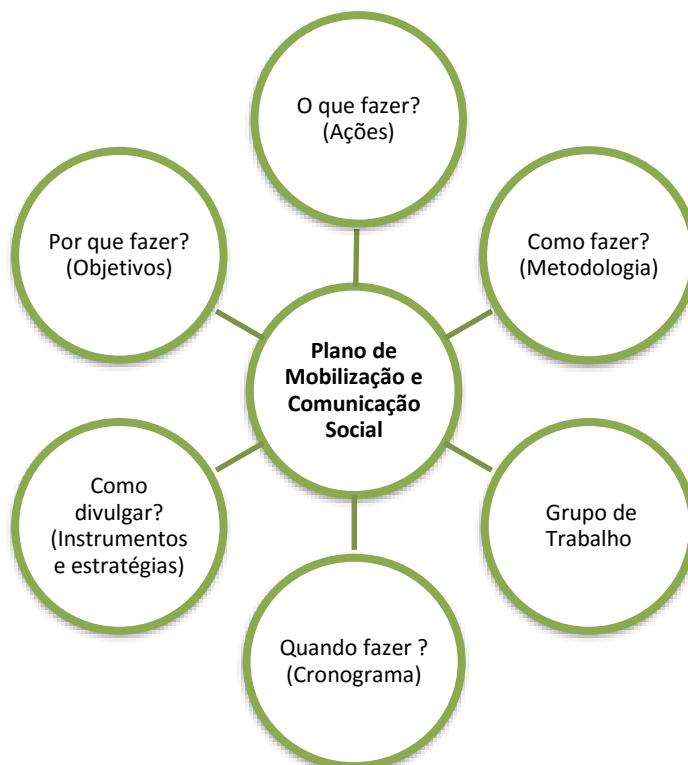 O que fazer?
(Ações)
Por que fazer?
(Objetivos)
Como fazer?
(Metodologia)
Plano de
Mobilização e
Comunicação
Social
Como
divulgar?
(Instrumentos
e estratégias)
Grupo de
Trabalho
Quando fazer ?
(Cronograma)